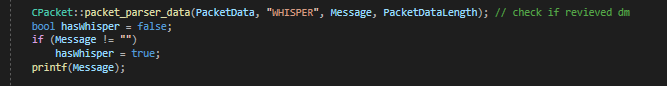 CPacket::packet_parser_data(PacketData, "WHISPER", Message, PacketDataLength); // check if revieved dm
bool hasWhisper = false;
if (Message != "")
hasWhisper = true;
printf(Message);